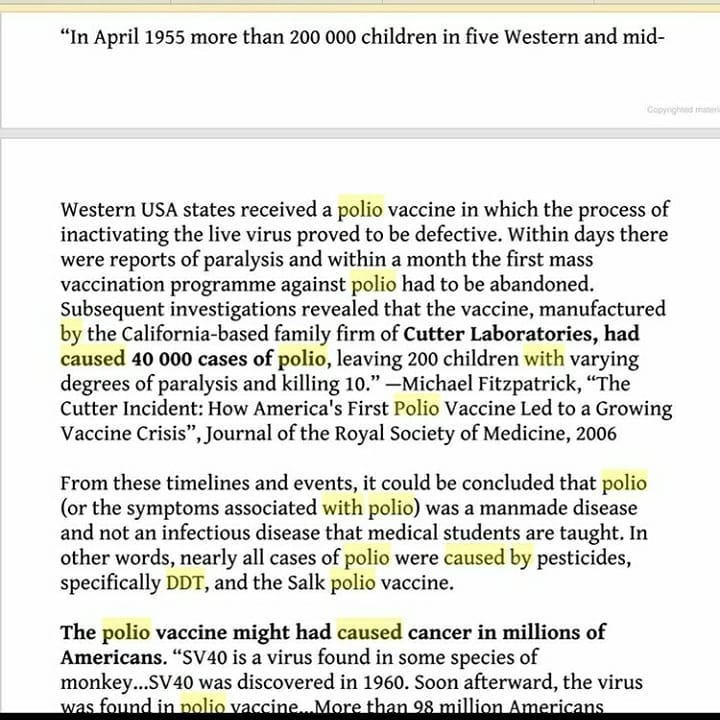 “In April 1955 more than 200 000 children in five Western and mid-
Copyrighted materi
Western USA states received a polio vaccine in which the process of
inactivating the live virus proved to be defective. Within days there
were reports of paralysis and within a month the first mass
vaccination programme against polio had to be abandoned.
Subsequent investigations revealed that the vaccine, manufactured
by the California-based family firm of Cutter Laboratories, had
caused 40 000 cases of polio, leaving 200 children with varying
degrees of paralysis and killing 10.” —Michael Fitzpatrick, “The
Cutter Incident: How America's First Polio Vaccine Led to a Growing
Vaccine Crisis”, Journal of the Royal Society of Medicine, 2006
From these timelines and events, it could be concluded that polio
(or the symptoms associated with polio) was a manmade disease
and not an infectious disease that medical students are taught. In
other words, nearly all cases of polio were caused by pesticides,
specifically DDT, and the Salk polio vaccine.
The polio vaccine might had caused cancer in millions of
Americans. “SV40 is a virus found in some species of
monkey...SV40 was discovered in 1960. Soon afterward, the virus
was found in polio vaccine...More than 98 million Americans